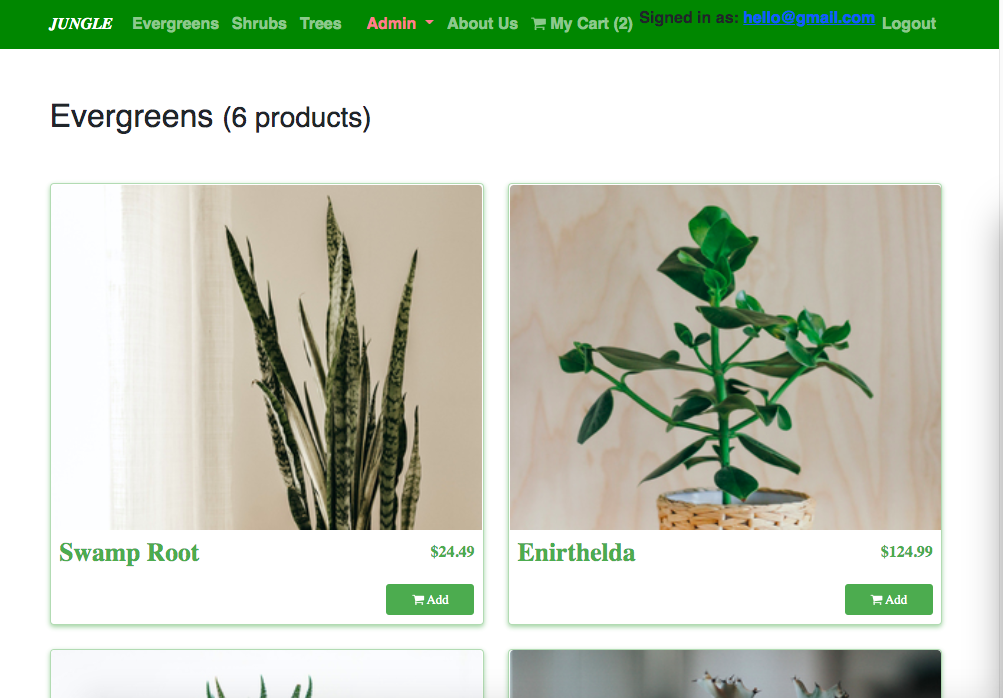 JUNGLE Evergreens Shrubs Trees Admin About Us My Cart (2) Signed in as: hello@gmail.com Logout
Evergreens (6 products)
Swamp Root $24.49
Add
Enirthelda $124.99
Add